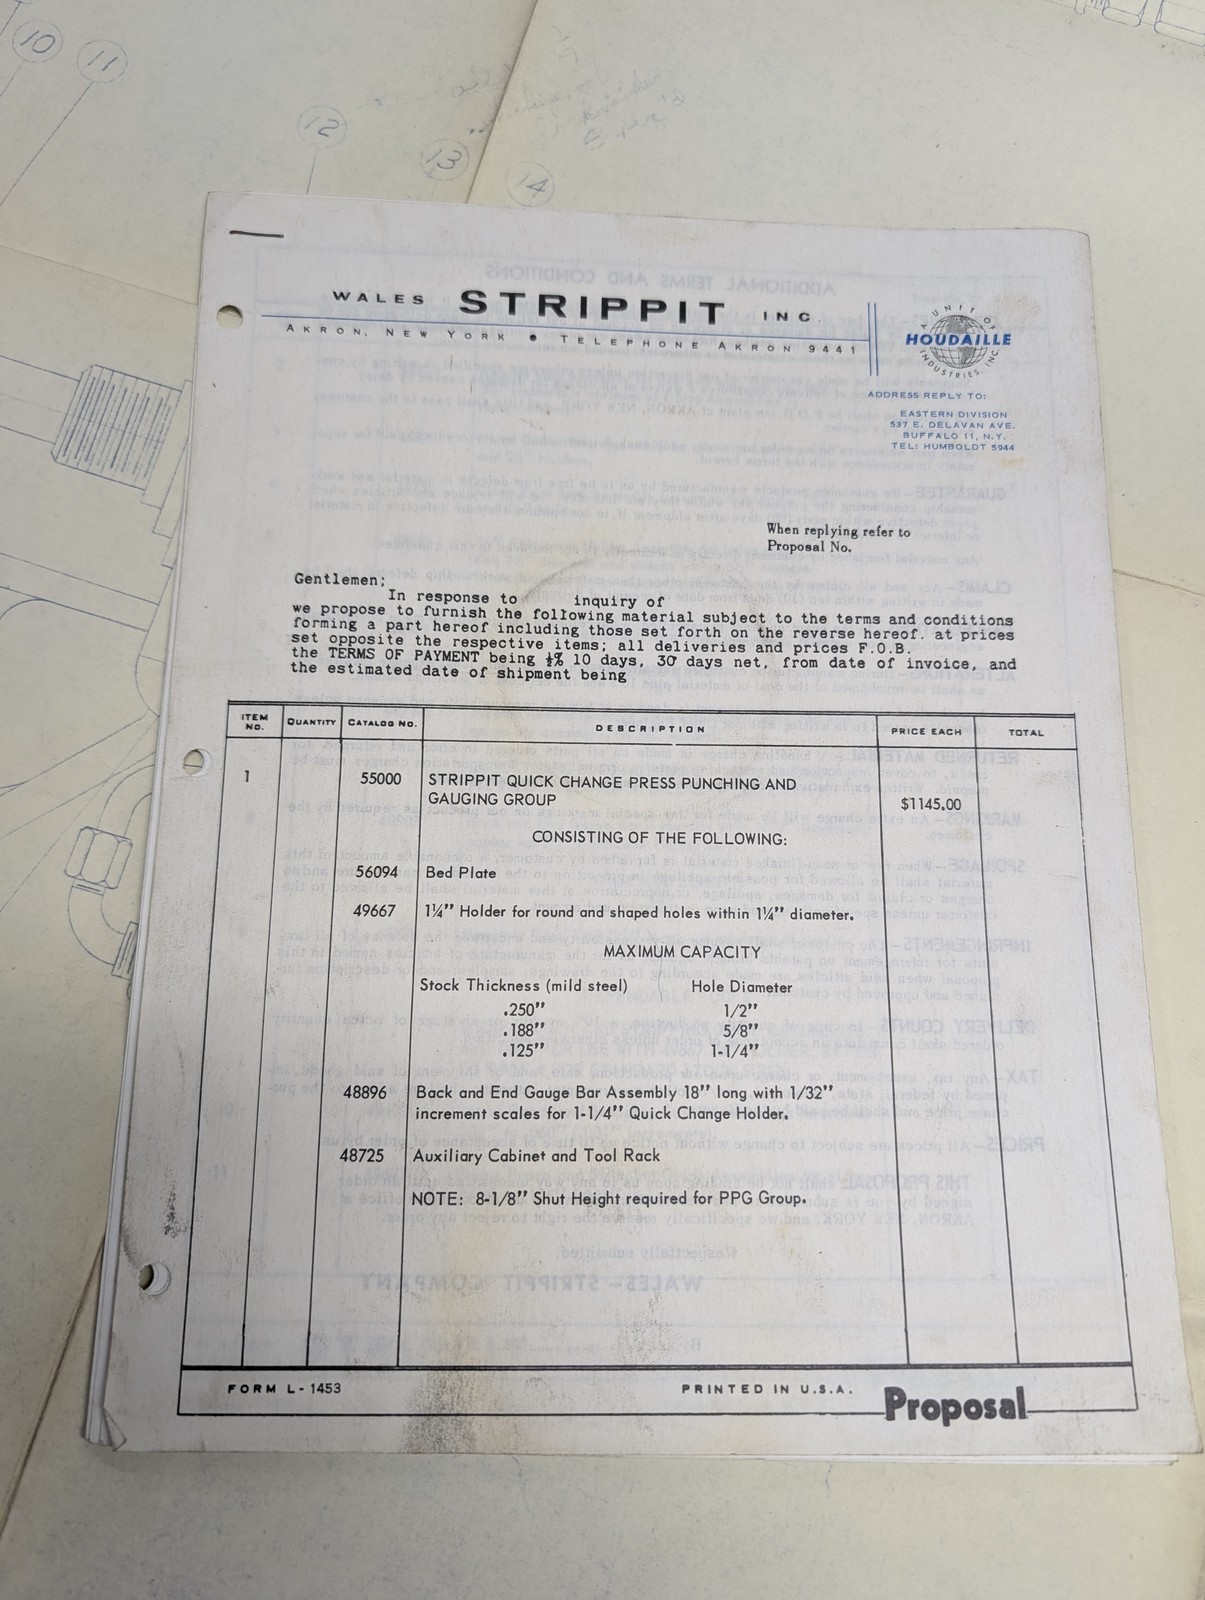 10
11
12
13
14
WALES STRIPPIT INC.
AKRON, NEW YORK • TELEPHONE AKRON 9441
A UNIT OF
HOUDAILLE
INDUSTRIES, INC.
ADDRESS REPLY TO:
EASTERN DIVISION
537 E. DELAVAN AVE.
BUFFALO 11, N.Y.
TEL: HUMBOLDT 5944
When replying refer to
Proposal No.
Gentlemen;
In response to inquiry of
we propose to furnish the following material subject to the terms and conditions
forming a part hereof including those set forth on the reverse hereof. at prices
set opposite the respective items; all deliveries and prices F.O.B.
the TERMS OF PAYMENT being ½% 10 days, 30 days net, from date of invoice, and
the estimated date of shipment being
ITEM NO. QUANTITY CATALOG NO. DESCRIPTION PRICE EACH TOTAL
1 55000 STRIPPIT QUICK CHANGE PRESS PUNCHING AND
GAUGING GROUP $1145.00
CONSISTING OF THE FOLLOWING:
56094 Bed Plate
49667 1¼" Holder for round and shaped holes within 1¼" diameter.
MAXIMUM CAPACITY
Stock Thickness (mild steel) Hole Diameter
.250" 1/2"
.188" 5/8"
.125" 1-1/4"
48896 Back and End Gauge Bar Assembly 18" long with 1/32"
increment scales for 1-1/4" Quick Change Holder.
48725 Auxiliary Cabinet and Tool Rack
NOTE: 8-1/8" Shut Height required for PPG Group.
FORM L-1453 PRINTED IN U.S.A. Proposal